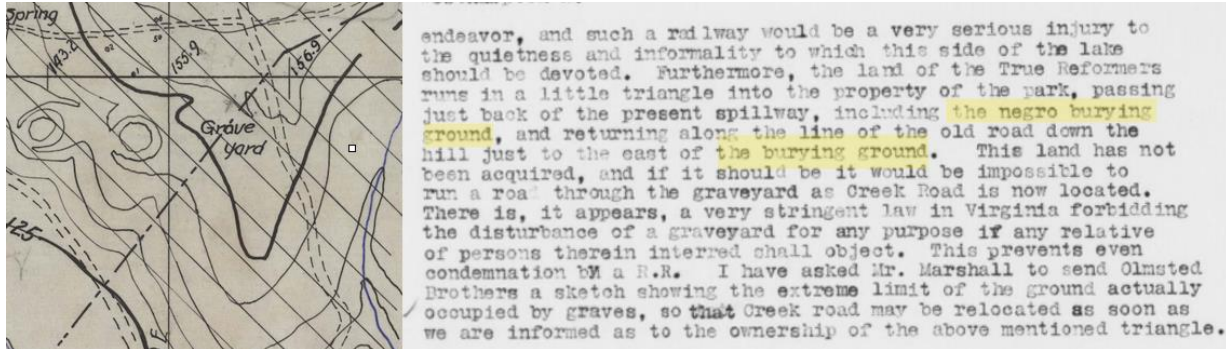 Spring
143.2
155.9
156.9
Grave
yard
125
endeavor, and such a railway would be a very serious injury to
the quietness and informality to which this side of the lake
should be devoted. Furthermore, the land of the True Reformers
runs in a little triangle into the property of the park, passing
just back of the present spillway, including the negro burying
ground, and returning along the line of the old road down the
hill just to the east of the burying ground. This land has not
been acquired, and if it should be it would be impossible to
run a roa through the graveyard as Creek Road is now located.
There is, it appears, a very stringent law in Virginia forbidding
the disturbance of a graveyard for any purpose if any relative
of persons therein interred shall object. This prevents even
condemnation by a R.R. I have asked Mr. Marshall to send Olmsted
Brothers a sketch showing the extreme limit of the ground actually
occupied by graves, so that Creek road may be relocated as soon as
we are informed as to the ownership of the above mentioned triangle.